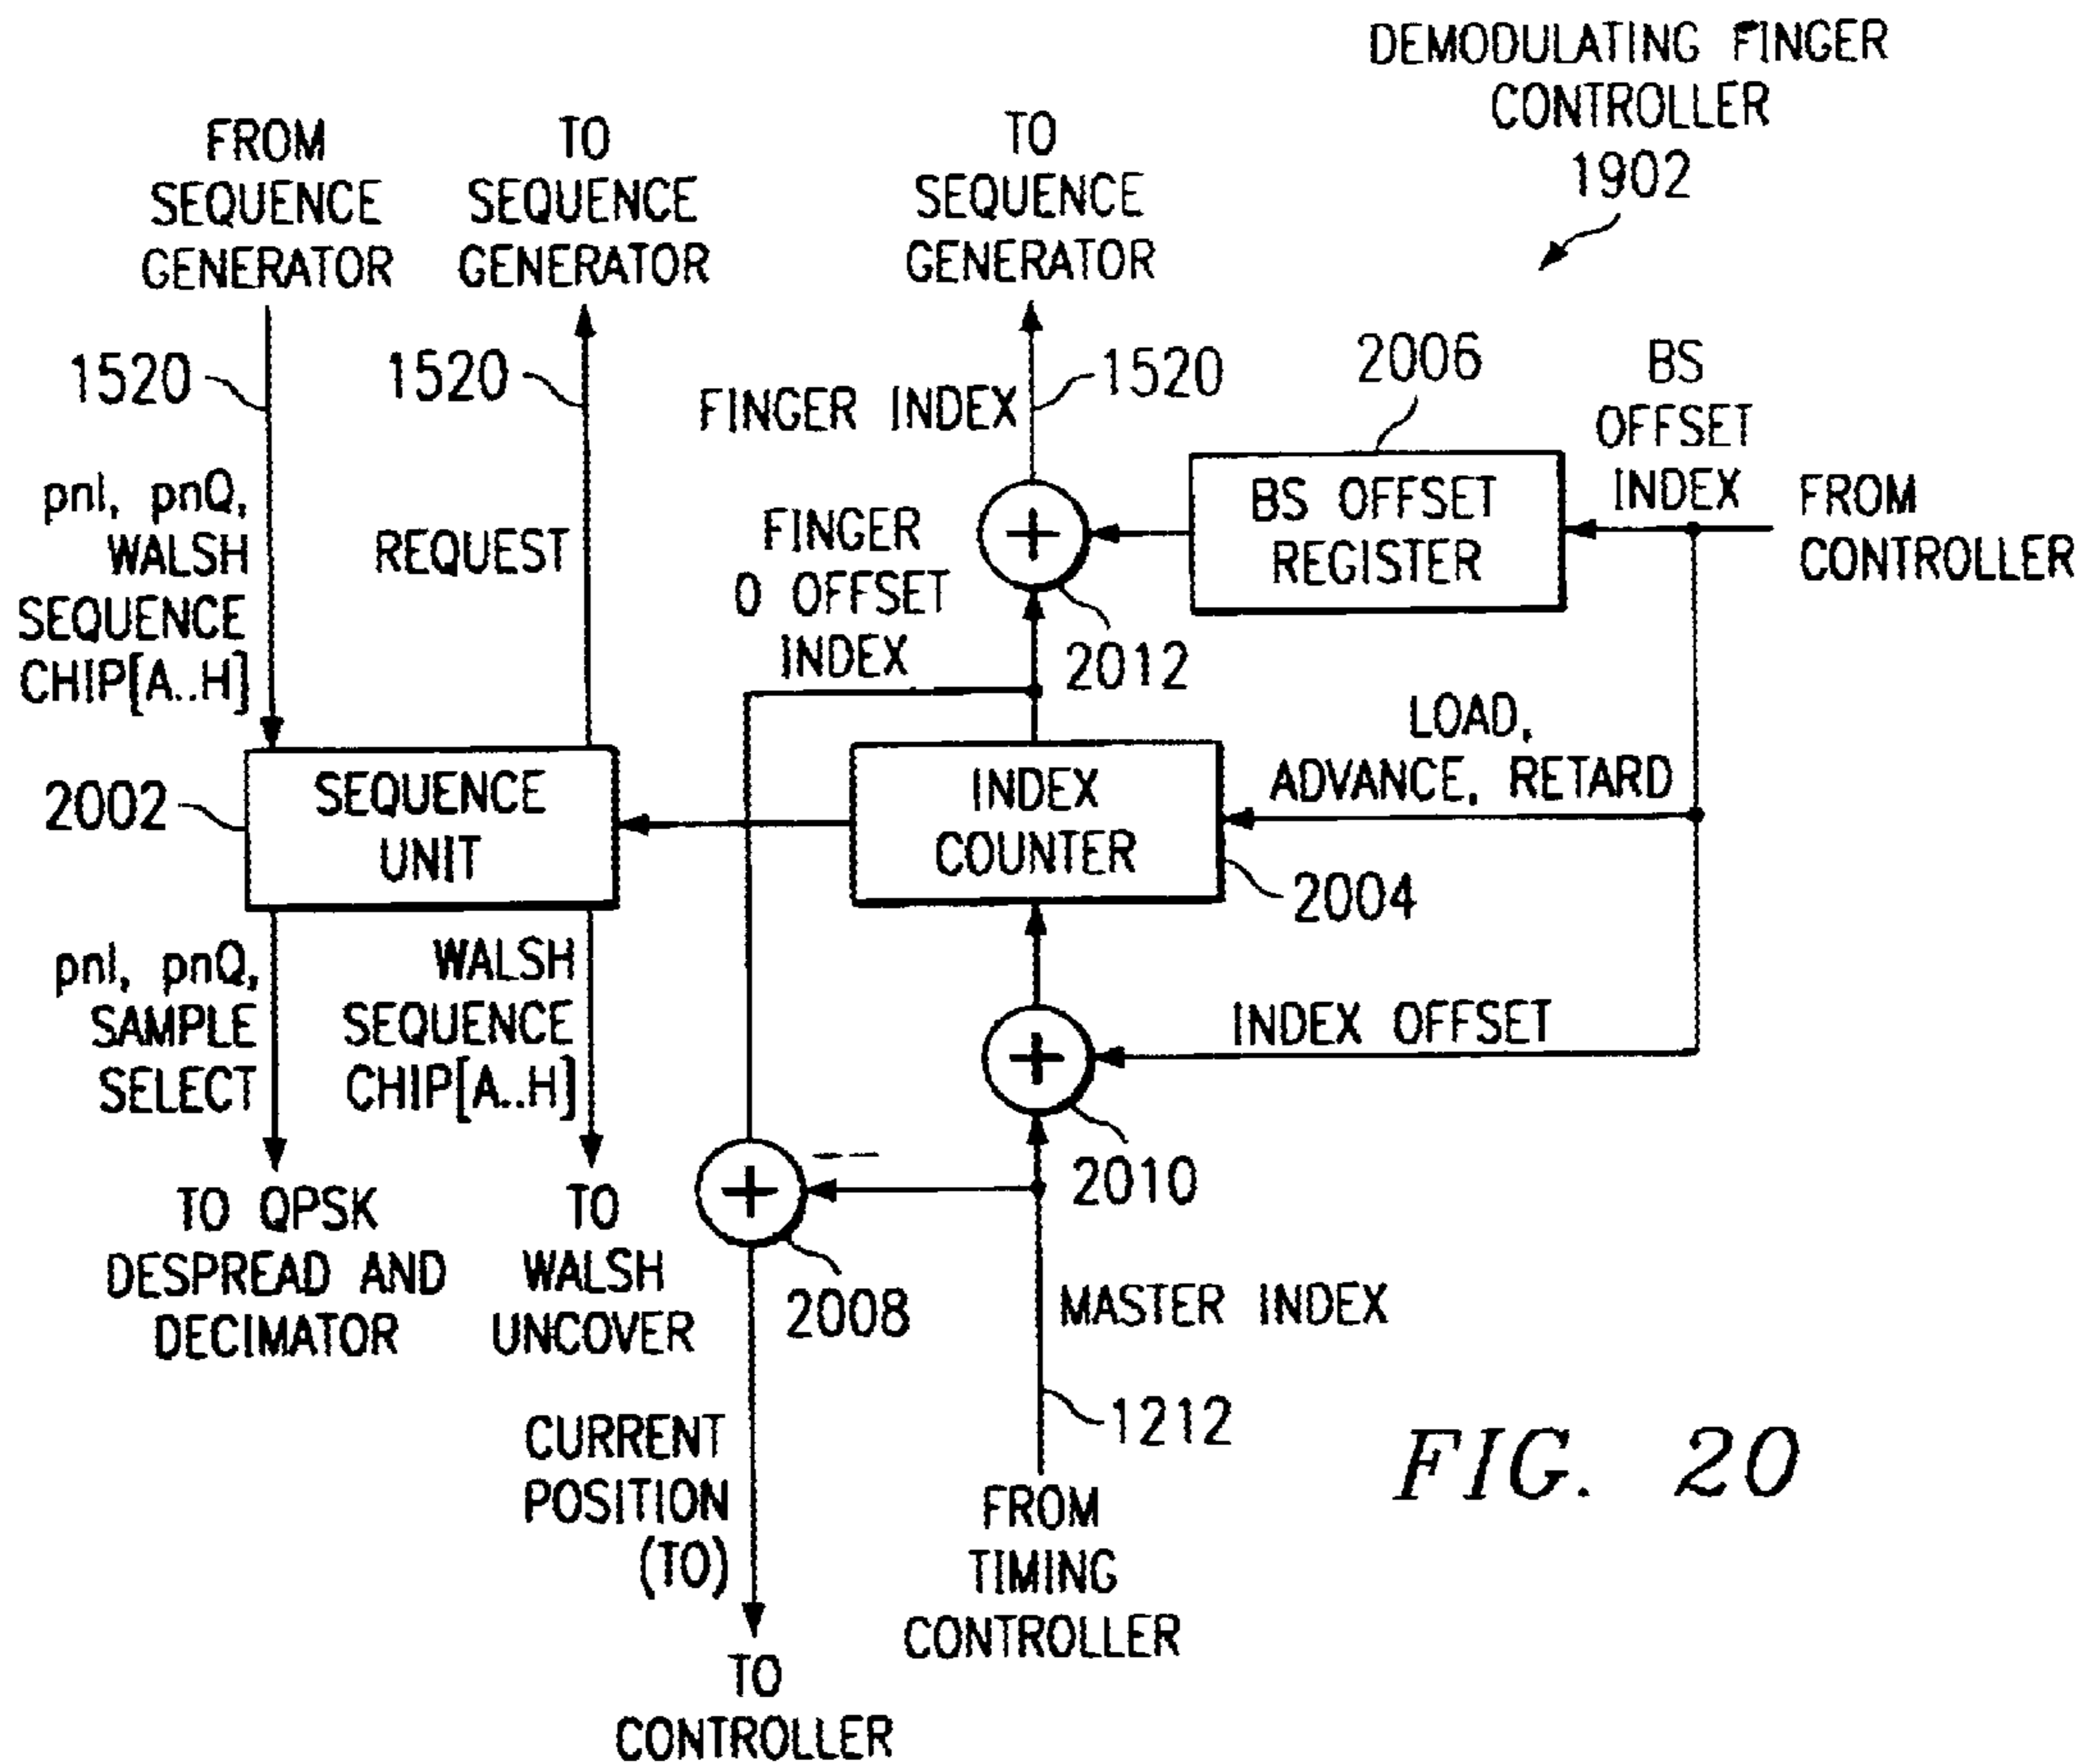 DEMODULATING FINGER
CONTROLLER
1902
FROM
SEQUENCE
GENERATOR
TO
SEQUENCE
GENERATOR
TO
SEQUENCE
GENERATOR
1520
1520
1520
FINGER INDEX
2006
BS
OFFSET
INDEX
FROM
CONTROLLER
pnI, pnQ,
WALSH
SEQUENCE
CHIP[A..H]
REQUEST
FINGER
0 OFFSET
INDEX
+
BS OFFSET
REGISTER
2012
LOAD,
ADVANCE, RETARD
2002
SEQUENCE
UNIT
INDEX
COUNTER
2004
pnI, pnQ,
SAMPLE
SELECT
WALSH
SEQUENCE
CHIP[A..H]
+
INDEX OFFSET
2010
+
--
2008
TO QPSK
DESPREAD AND
DECIMATOR
TO
WALSH
UNCOVER
MASTER INDEX
1212
CURRENT
POSITION
(TO)
FROM
TIMING
CONTROLLER
TO
CONTROLLER
FIG. 20